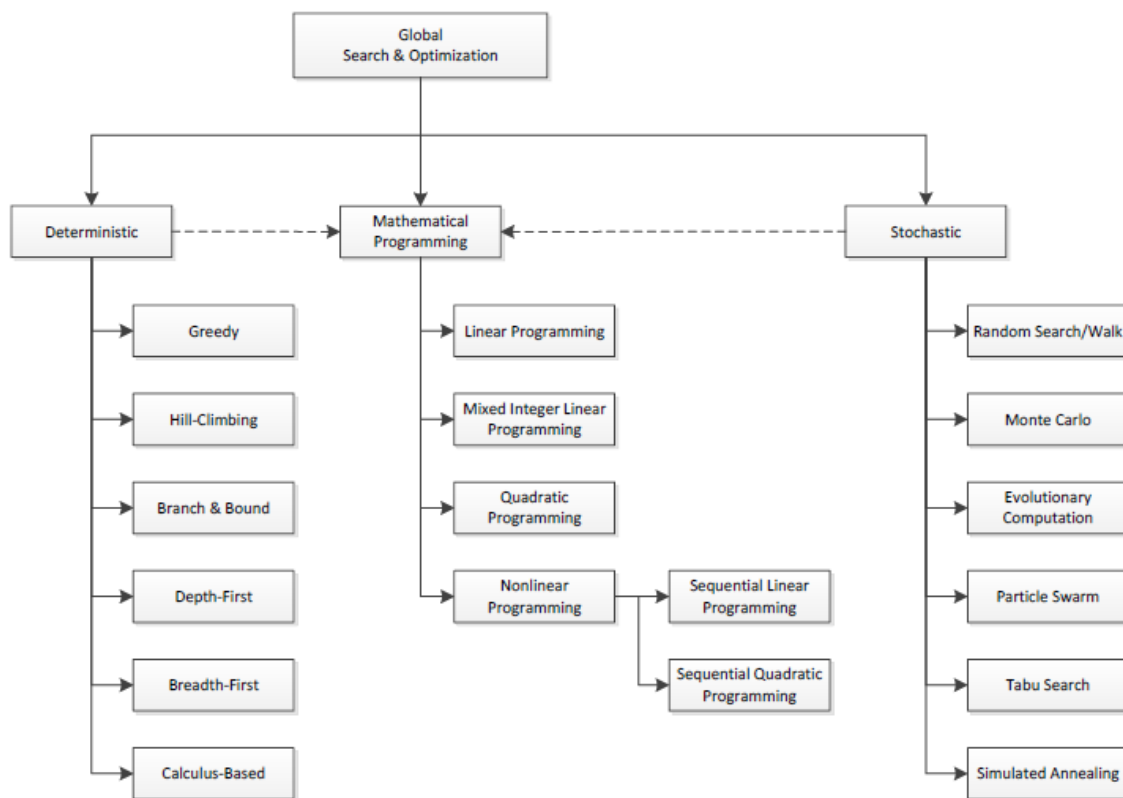 Global
Search & Optimization
Deterministic
Mathematical
Programming
Stochastic
Greedy
Hill-Climbing
Branch & Bound
Depth-First
Breadth-First
Calculus-Based
Linear Programming
Mixed Integer Linear
Programming
Quadratic
Programming
Nonlinear
Programming
Sequential Linear
Programming
Sequential Quadratic
Programming
Random Search/Walk
Monte Carlo
Evolutionary
Computation
Particle Swarm
Tabu Search
Simulated Annealing